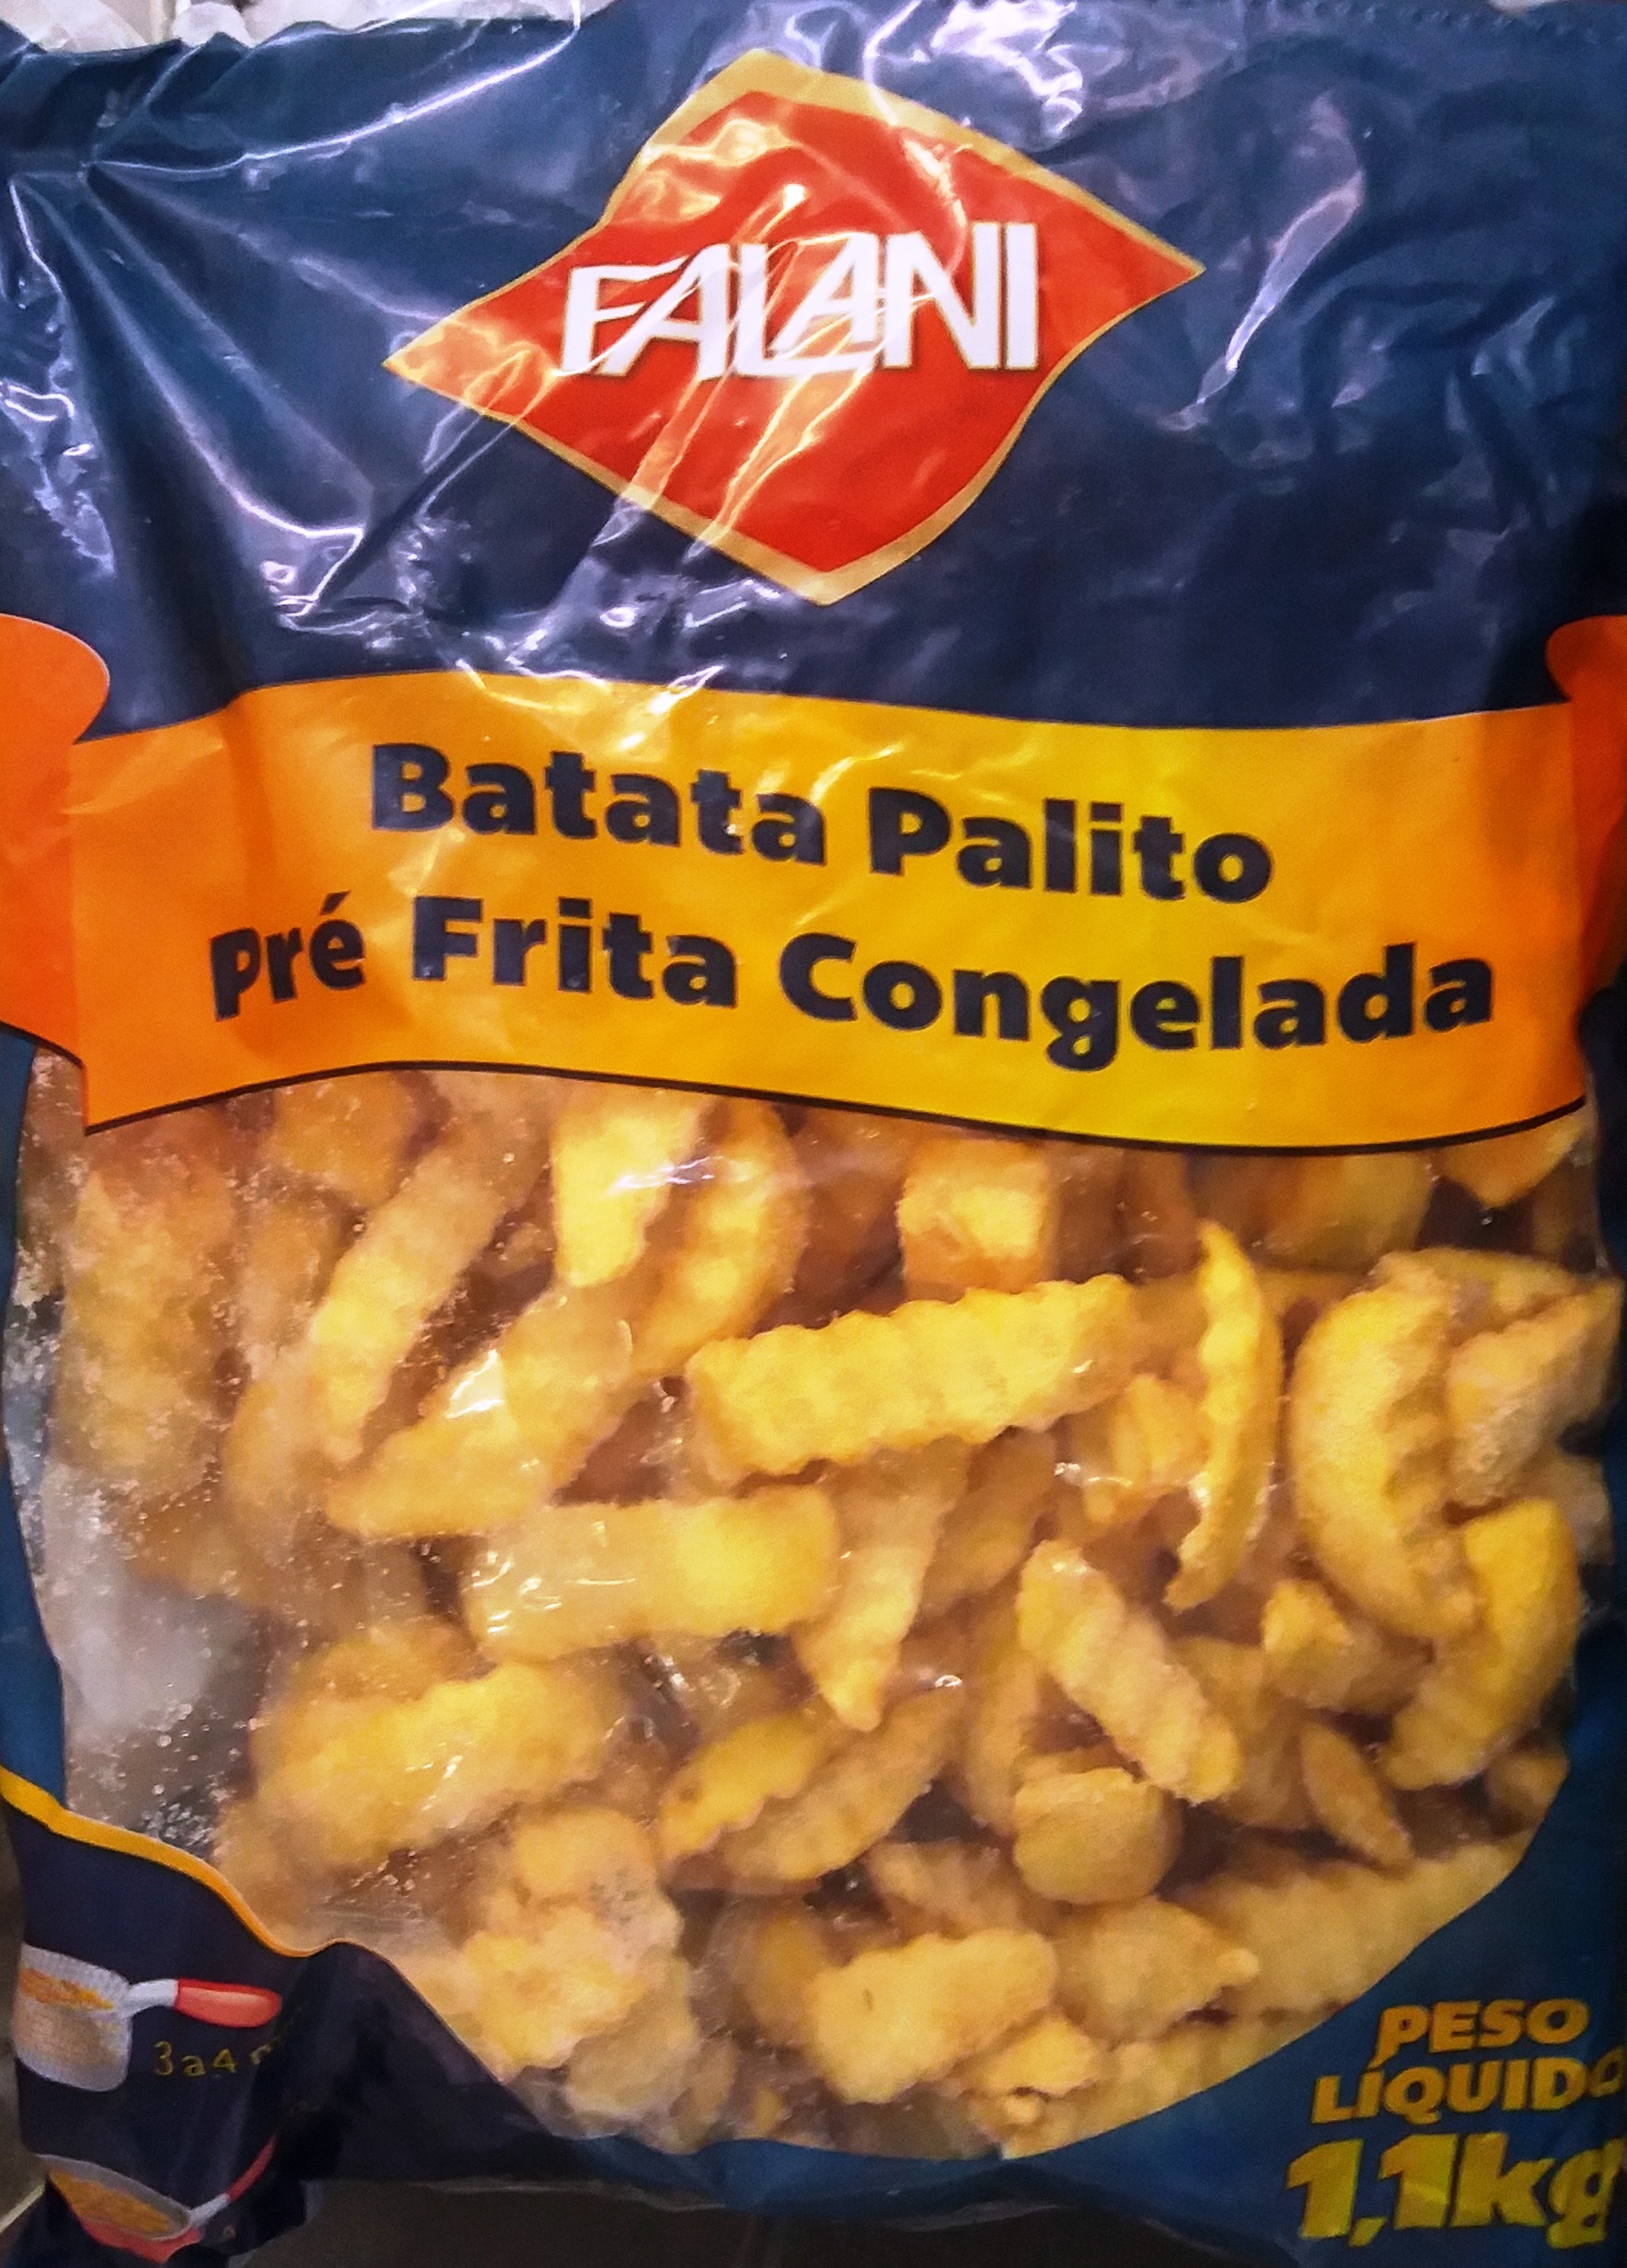 FALANI
Batata Palito
Pré Frita Congelada
3 a 4
PESO
LÍQUIDO
1,1kg